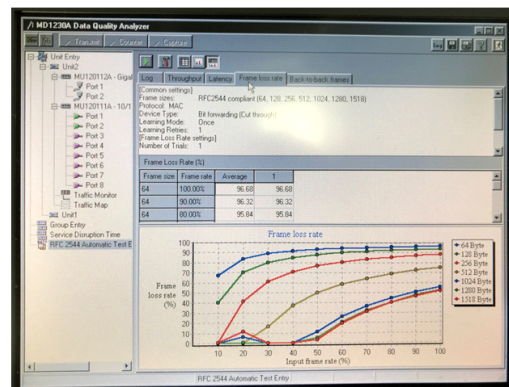 MD1230A Data Quality Analyzer
Transmit Counter Capture
Unit Entry
Unit2
MU120112A - Gigal
Port 1
Port 2
MU120111A - 10/1
Port 1
Port 2
Port 3
Port 4
Port 5
Port 6
Port 7
Port 8
Traffic Monitor
Traffic Map
Unit1
Group Entry
Service Disruption Time
RFC 2544 Automatic Test E
Log Throughput Latency Frame loss rate Back-to-back frames
[Common settings]
Frame sizes: RFC2544 compliant (64, 128, 256, 512, 1024, 1280, 1518)
Protocol: MAC
Device Type: Bit forwarding (Cut through)
Learning Mode: Once
Learning Retries: 1
[Frame Loss Rate settings]
Number of Trials: 1
Frame Loss Rate (%)
Frame size Frame rate Average 1
64 100.00% 96.68 96.68
64 90.00% 96.32 96.32
64 80.00% 95.84 95.84
Frame loss rate
100
90
80
70
60
50
40
30
20
10
0
Frame
loss rate
(%)
10 20 30 40 50 60 70 80 90 100
Input frame rate (%)
64 Byte
128 Byte
256 Byte
512 Byte
1024 Byte
1280 Byte
1518 Byte
RFC 2544 Automatic Test Entry